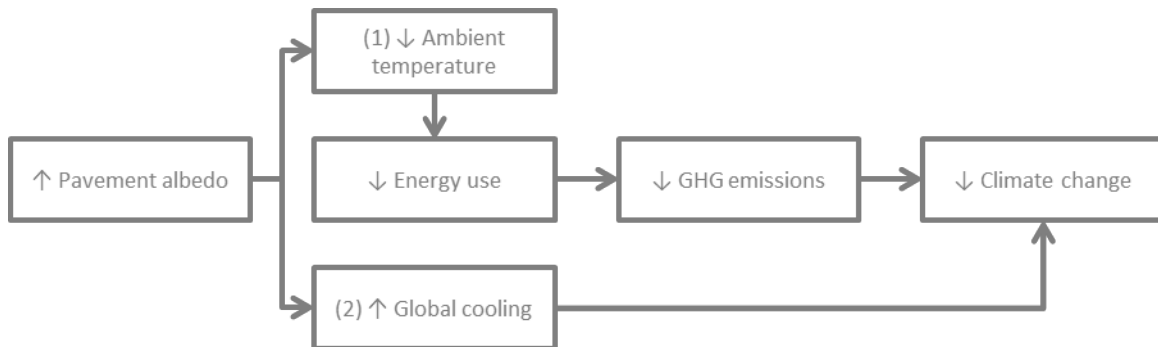 (1) ↓ Ambient
temperature
↑ Pavement albedo
↓ Energy use
↓ GHG emissions
↓ Climate change
(2) ↑ Global cooling